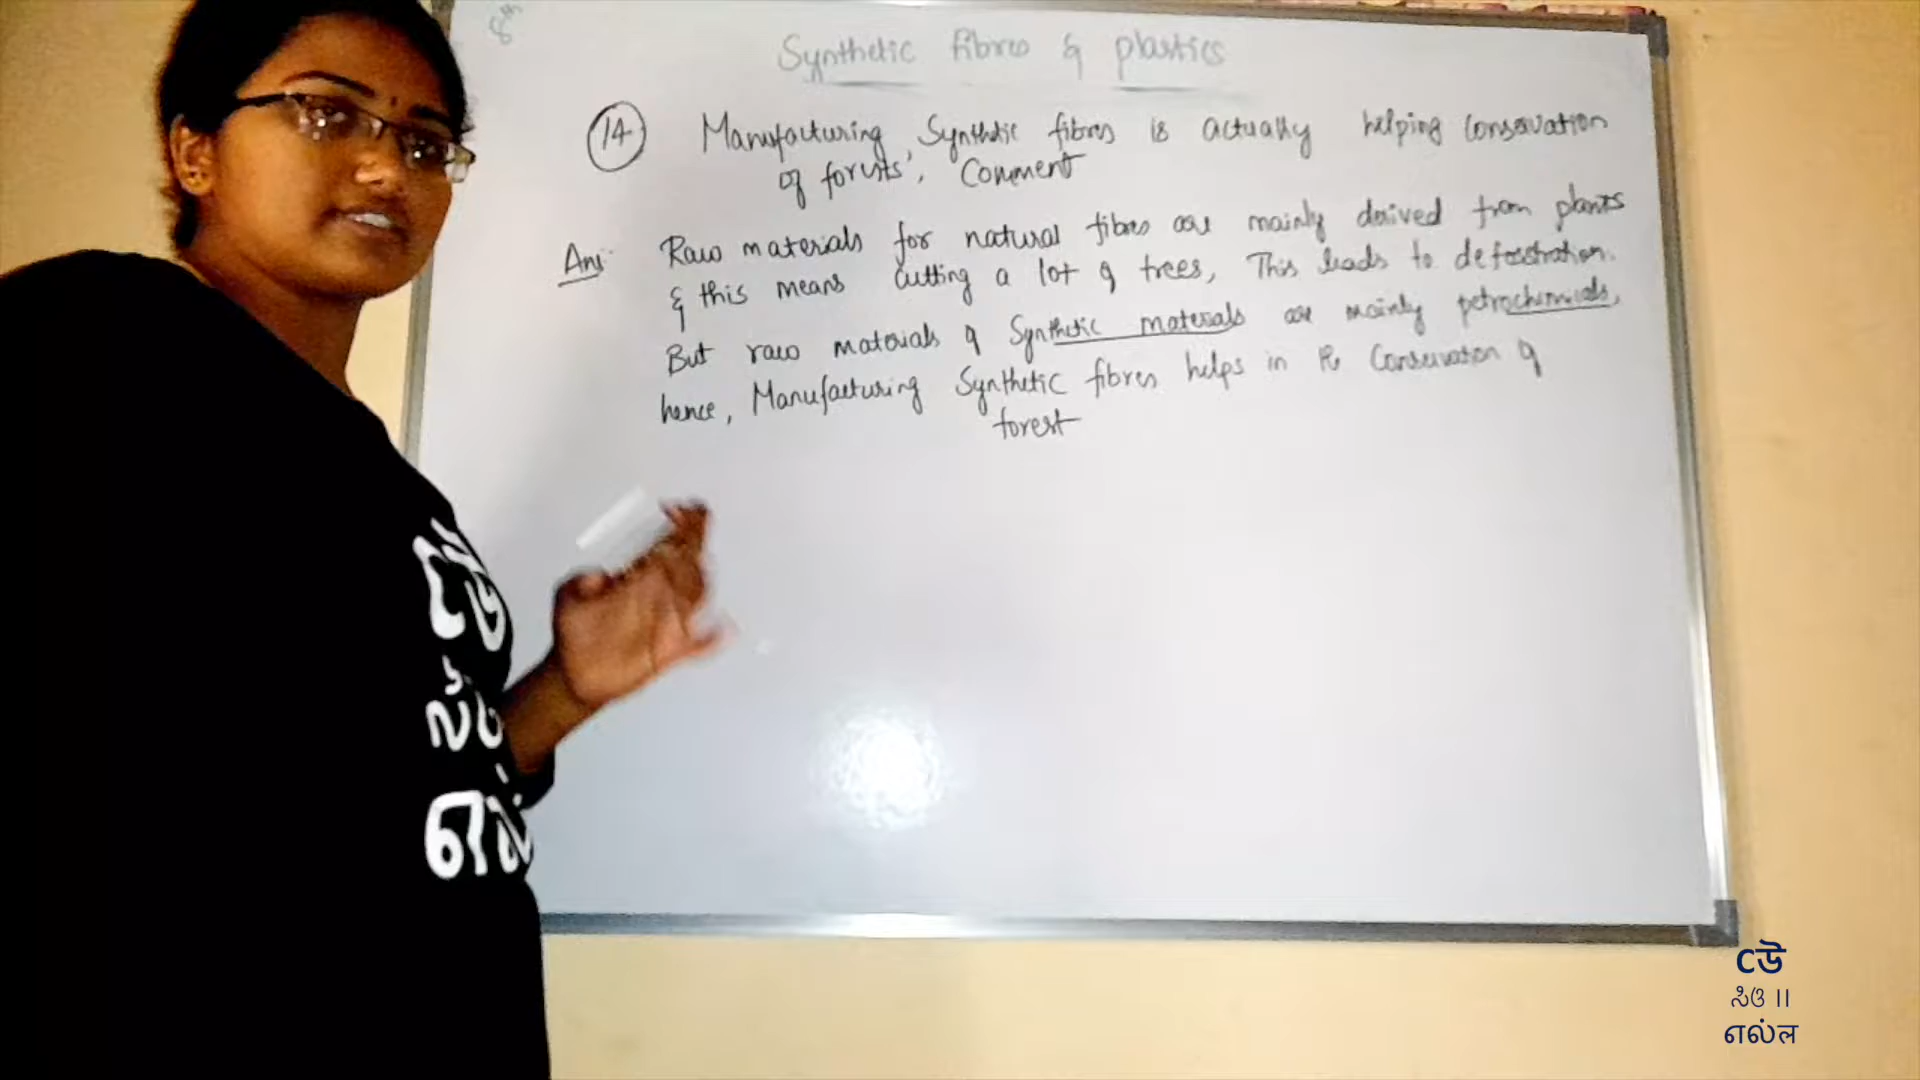 8th
Synthetic fibres & plastics
14 Manufacturing Synthetic fibres is actually helping conservation
of forests', Comment
Ans: Raw materials for natural fibres are mainly derived from plants
& this means cutting a lot of trees, This leads to deforestration.
But raw materials of Synthetic materials are mainly petrochemicals,
hence, Manufacturing Synthetic fibres helps in the Conservation of
forest
Cউ
ಸಿಓ ||
எல்ல